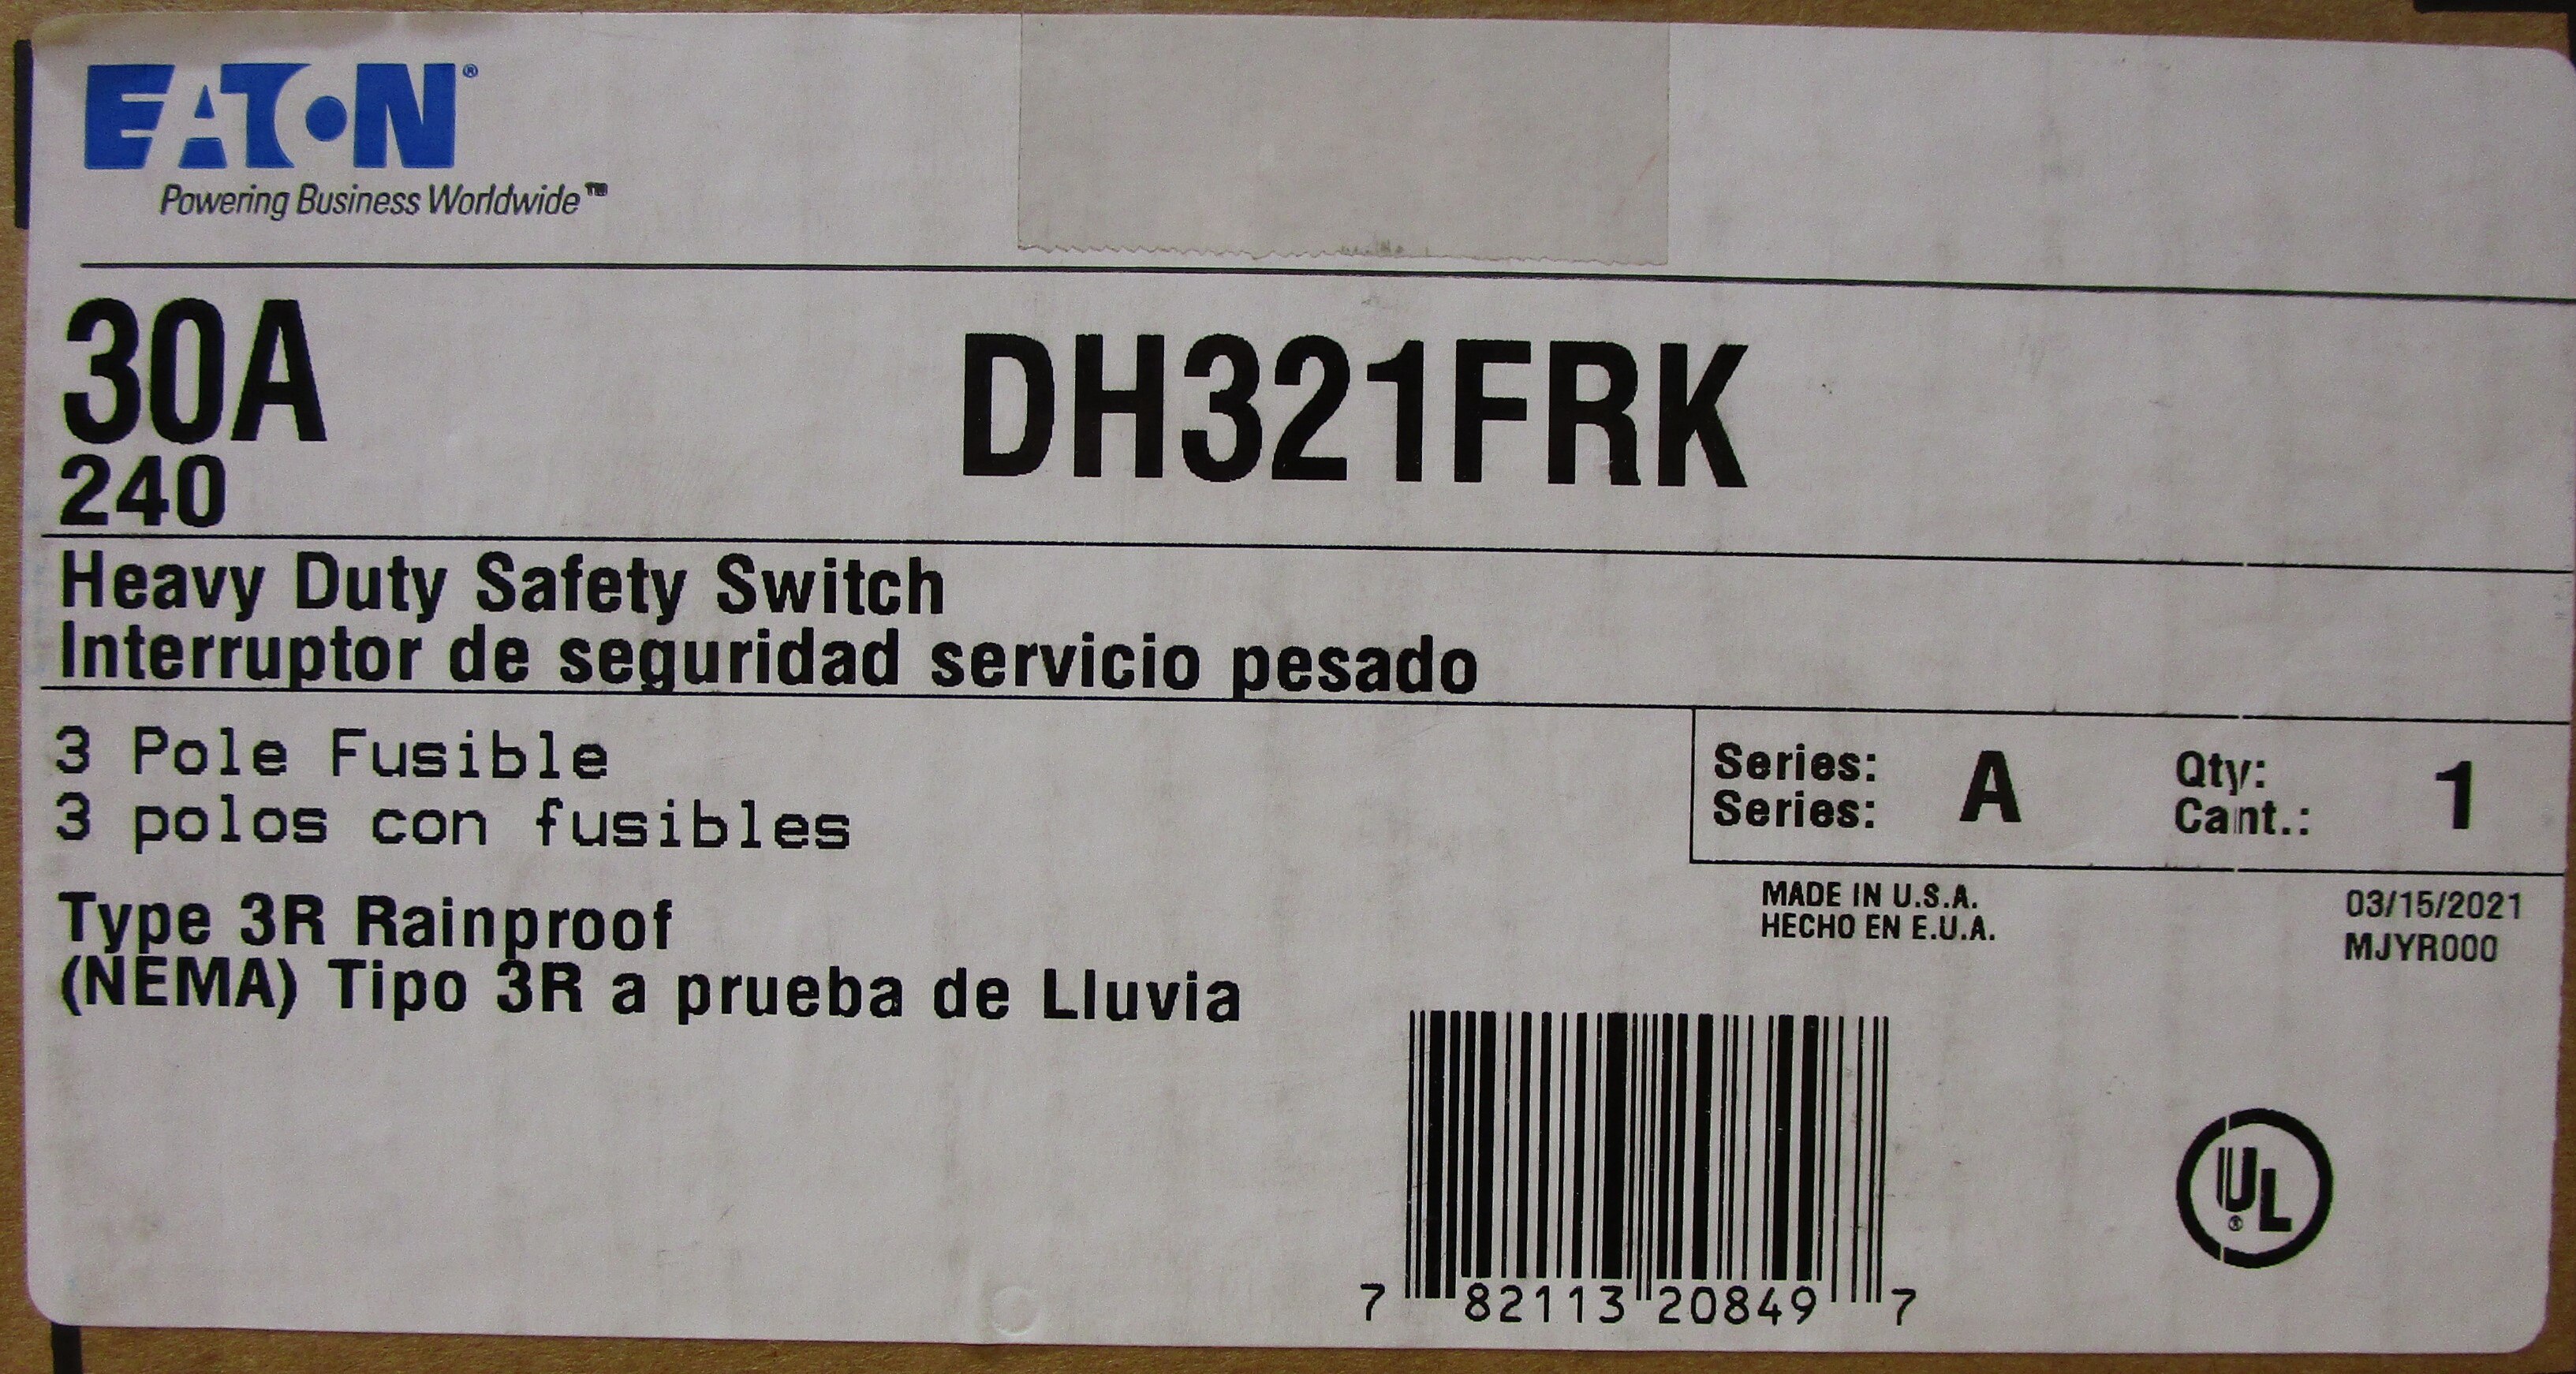 EATON®
Powering Business Worldwide™
30A
DH321FRK
240
Heavy Duty Safety Switch
Interruptor de seguridad servicio pesado
3 Pole Fusible
3 polos con fusibles
Series: A Qty: 1
Series: Cant.:
Type 3R Rainproof
(NEMA) Tipo 3R a prueba de Lluvia
MADE IN U.S.A.
HECHO EN E.U.A.
03/15/2021
MJYR000
7 82113 20849 7
UL®